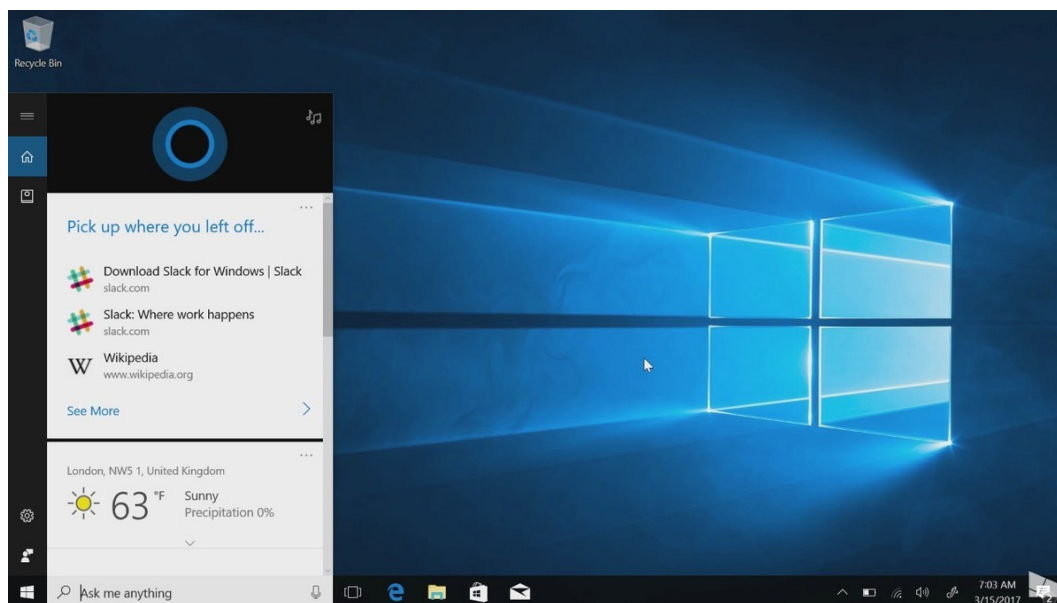 Recycle Bin
Pick up where you left off...
Download Slack for Windows | Slack
slack.com
Slack: Where work happens
slack.com
W Wikipedia
www.wikipedia.org
See More
London, NW5 1, United Kingdom
63 °F Sunny
Precipitation 0%
Ask me anything
7:03 AM
3/15/2017
2